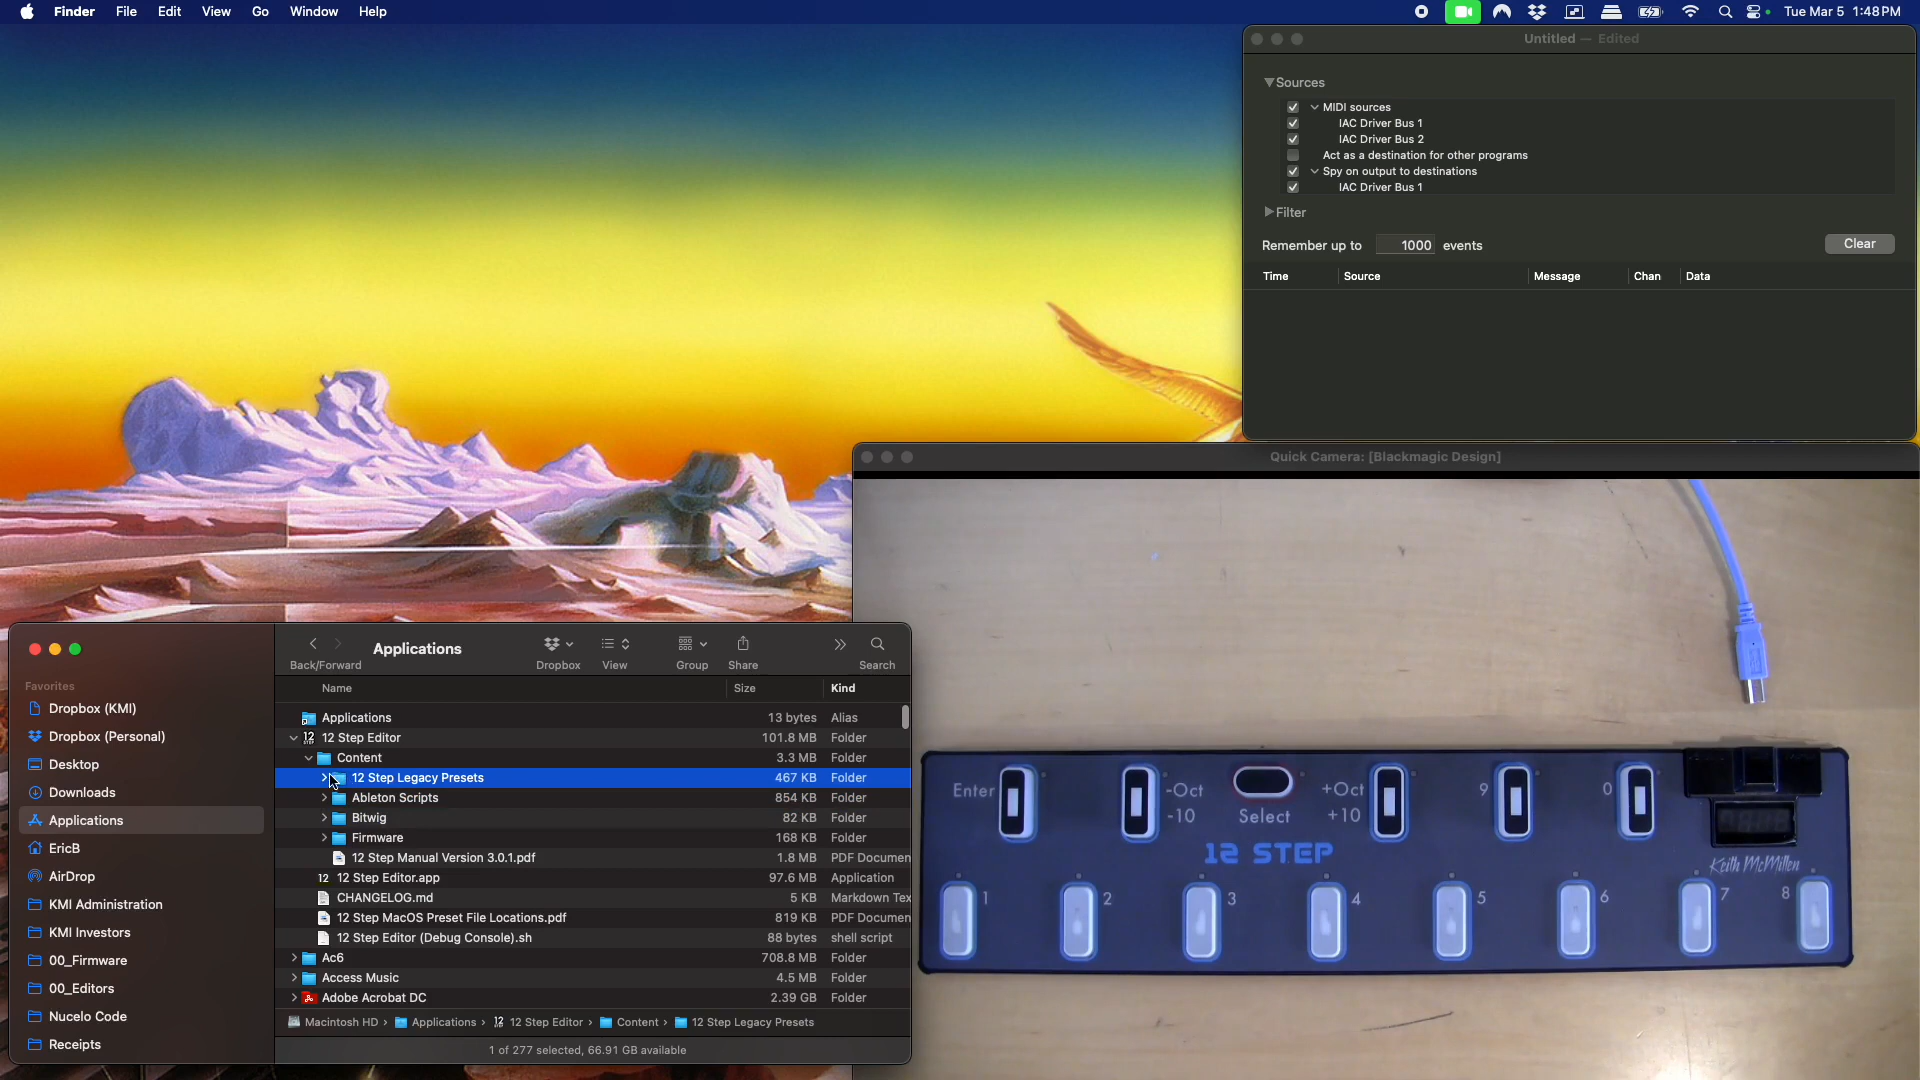 Finder File Edit View Go Window Help
Tue Mar 5 1:48 PM
Untitled — Edited
Sources
MIDI sources
IAC Driver Bus 1
IAC Driver Bus 2
Act as a destination for other programs
Spy on output to destinations
IAC Driver Bus 1
Filter
Remember up to 1000 events
Clear
Time Source Message Chan Data
Quick Camera: [Blackmagic Design]
Enter
-Oct
-10
Select
+Oct
+10
9
0
12 STEP
Keith McMillen
1 2 3 4 5 6 7 8
Applications
Back/Forward
Dropbox View Group Share Search
Favorites
Dropbox (KMI)
Dropbox (Personal)
Desktop
Downloads
Applications
EricB
AirDrop
KMI Administration
KMI Investors
00_Firmware
00_Editors
Nucelo Code
Receipts
Name Size Kind
Applications 13 bytes Alias
12 Step Editor 101.8 MB Folder
Content 3.3 MB Folder
12 Step Legacy Presets 467 KB Folder
Ableton Scripts 854 KB Folder
Bitwig 82 KB Folder
Firmware 168 KB Folder
12 Step Manual Version 3.0.1.pdf 1.8 MB PDF Documen
12 12 Step Editor.app 97.6 MB Application
CHANGELOG.md 5 KB Markdown Tex
12 Step MacOS Preset File Locations.pdf 819 KB PDF Documen
12 Step Editor (Debug Console).sh 88 bytes shell script
Ac6 708.8 MB Folder
Access Music 4.5 MB Folder
Adobe Acrobat DC 2.39 GB Folder
Macintosh HD › Applications › 12 Step Editor › Content › 12 Step Legacy Presets
1 of 277 selected, 66.91 GB available